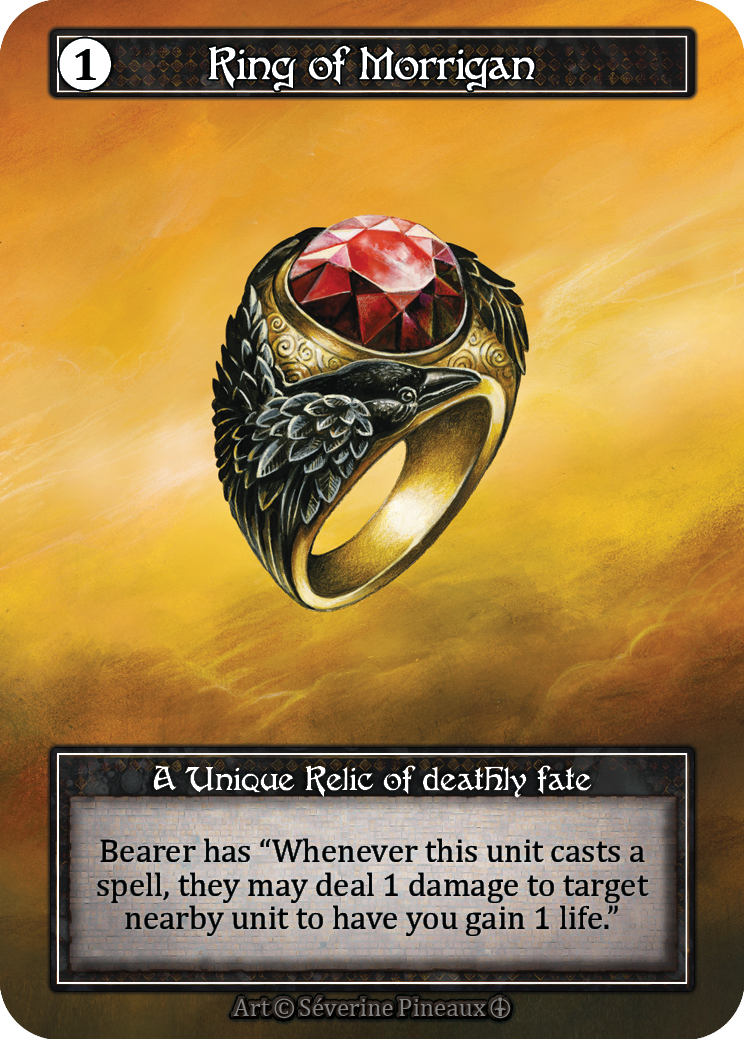 1
Ring of Morrigan
A Unique Relic of deathly fate
Bearer has “Whenever this unit casts a
spell, they may deal 1 damage to target
nearby unit to have you gain 1 life.”
Art © Séverine Pineaux